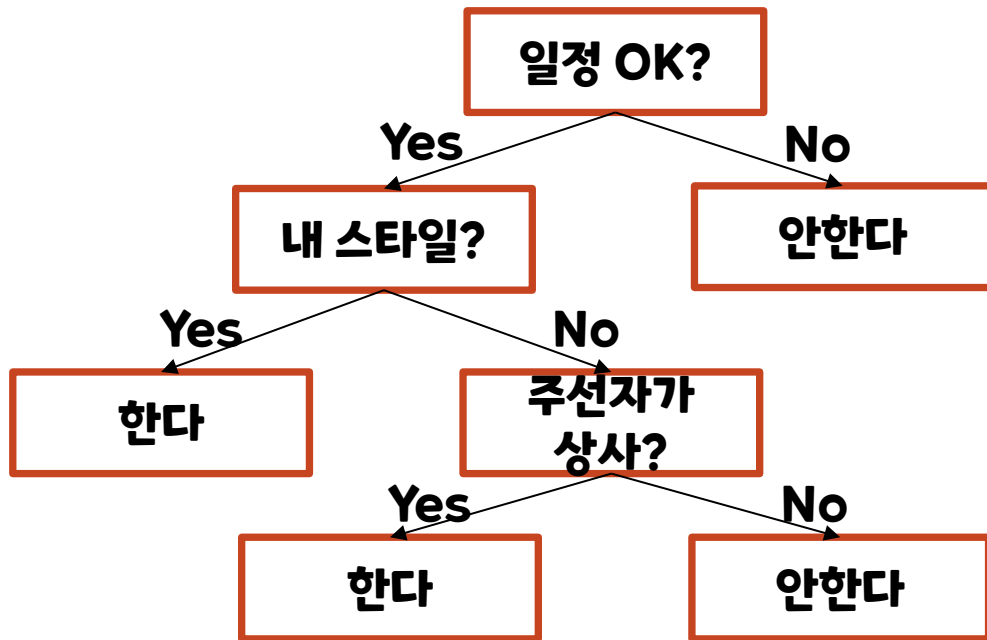 일정 OK?
Yes
No
내 스타일?
안한다
Yes
No
한다
주선자가
상사?
Yes
No
한다
안한다